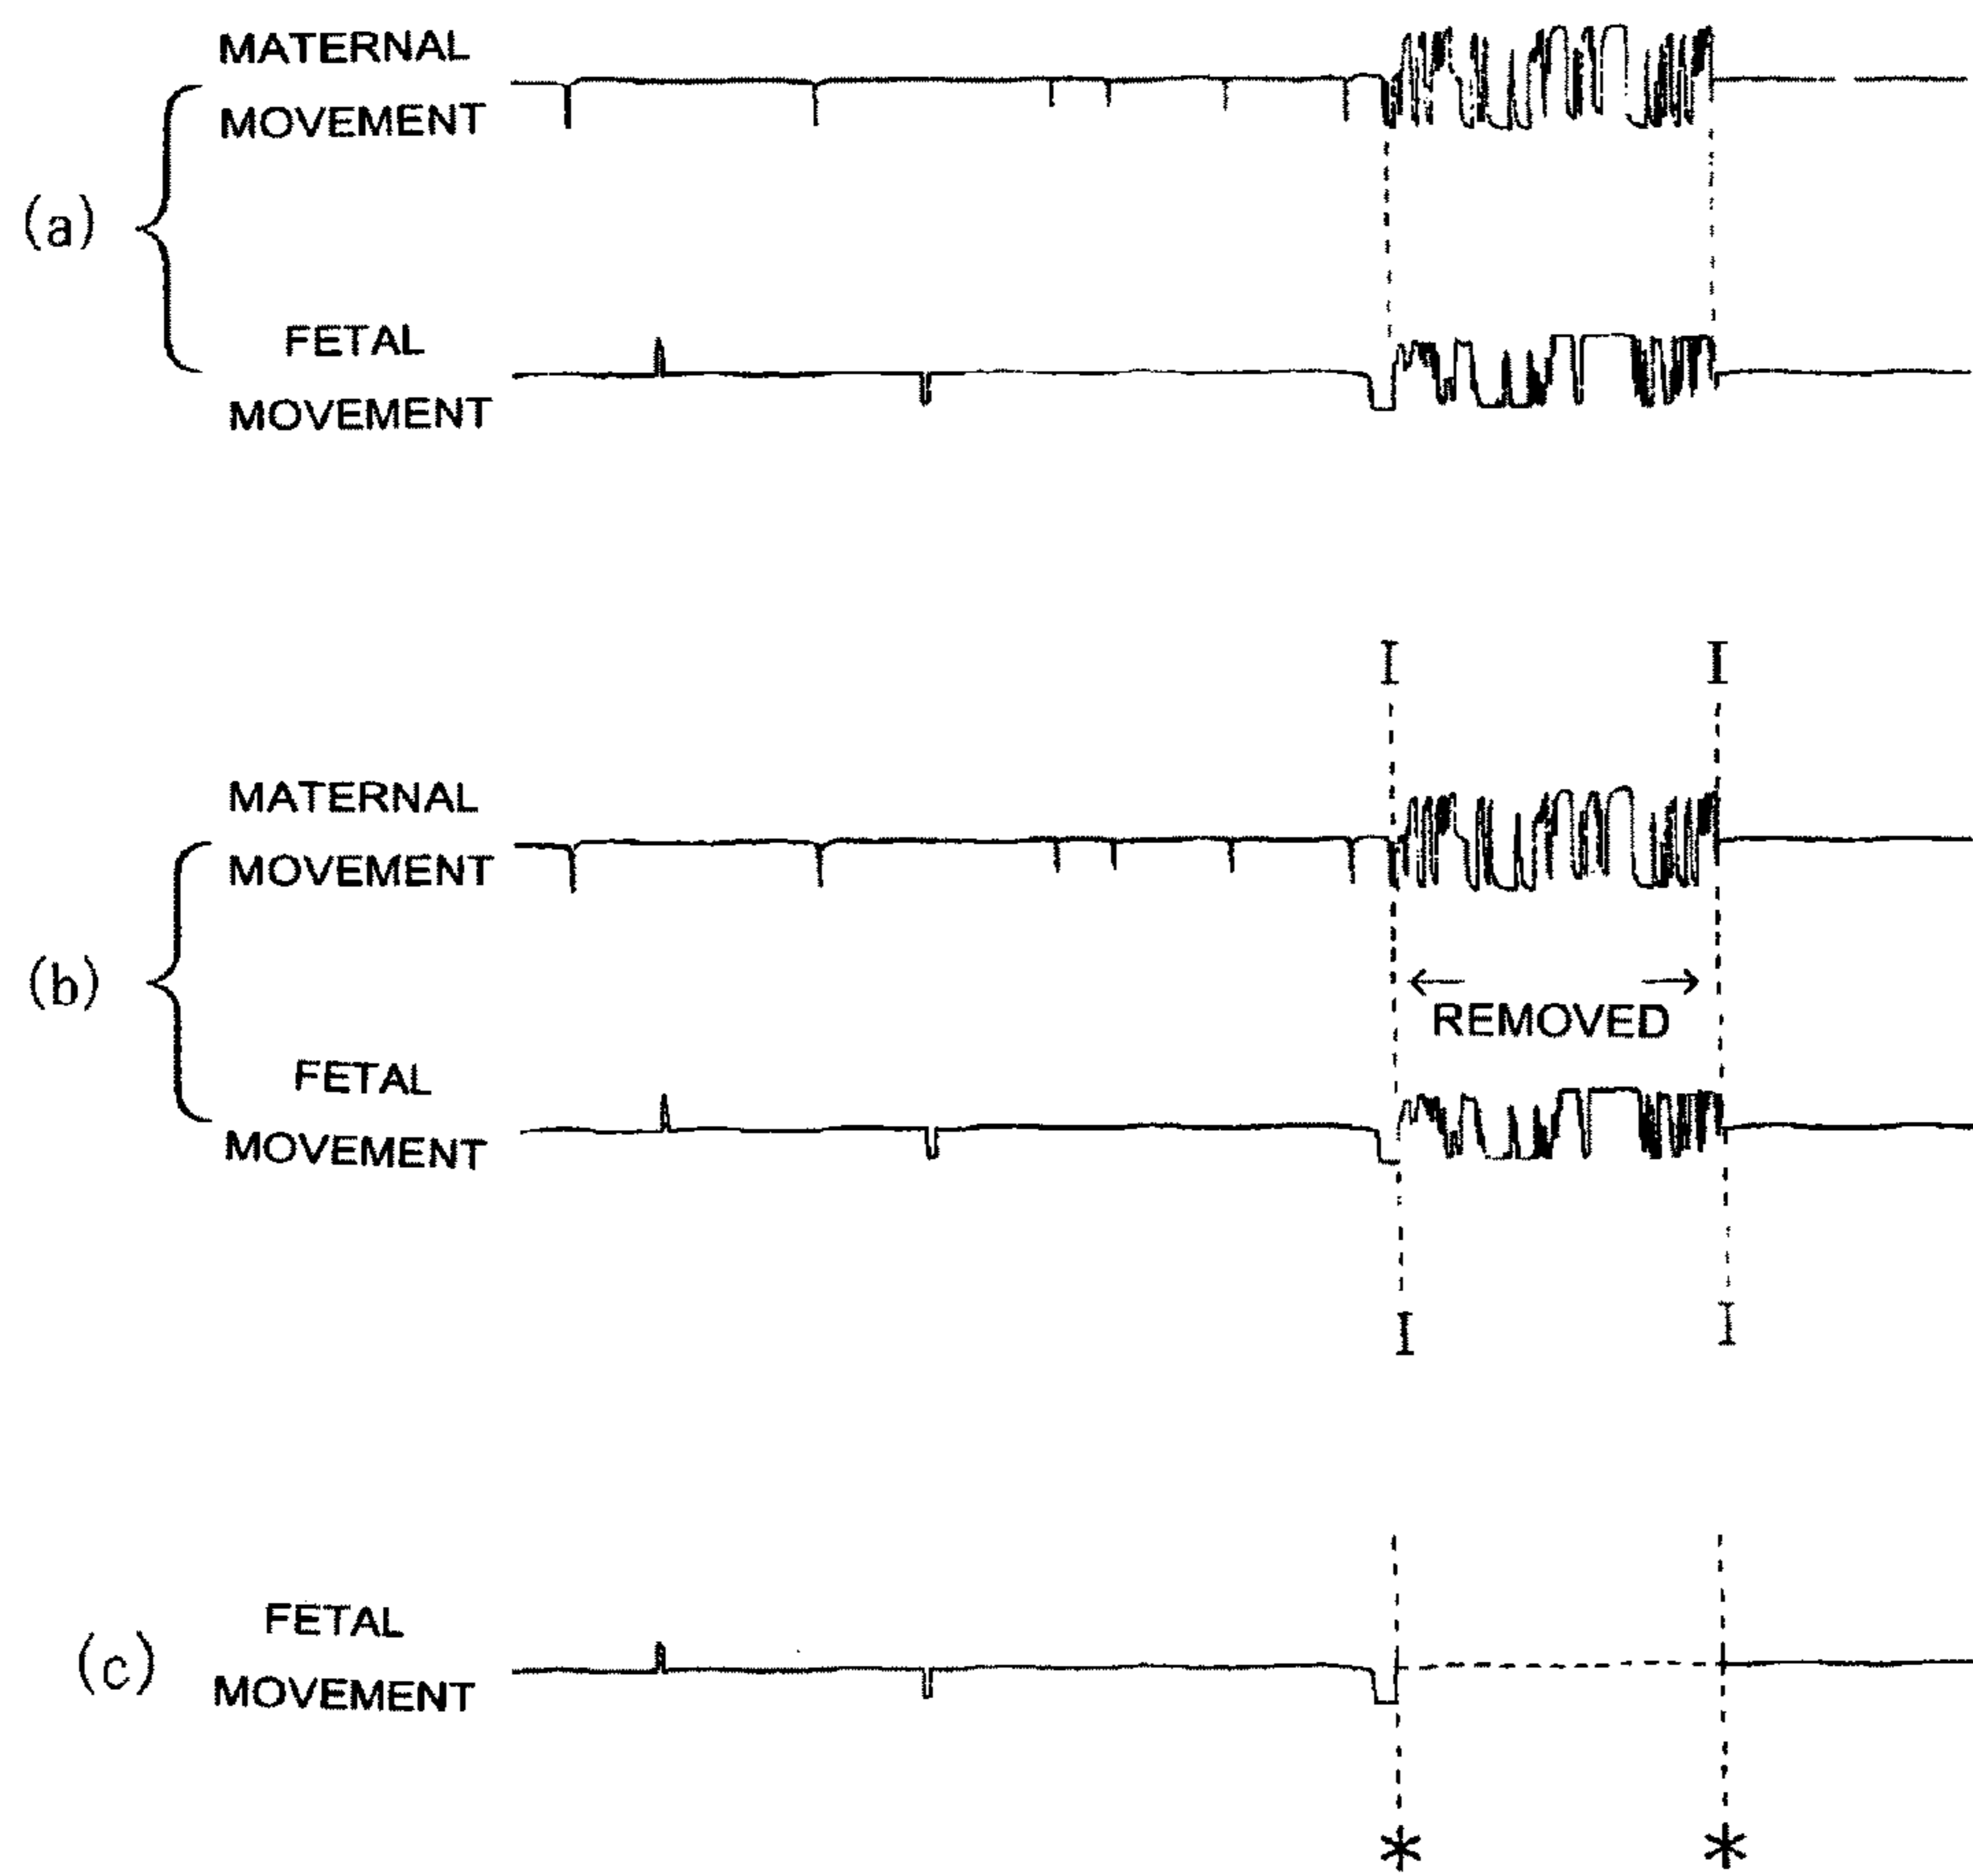 MATERNAL
MOVEMENT
(a)
FETAL
MOVEMENT
I I
MATERNAL
MOVEMENT
(b)
REMOVED
FETAL
MOVEMENT
I I
FETAL
(c)
MOVEMENT
* *